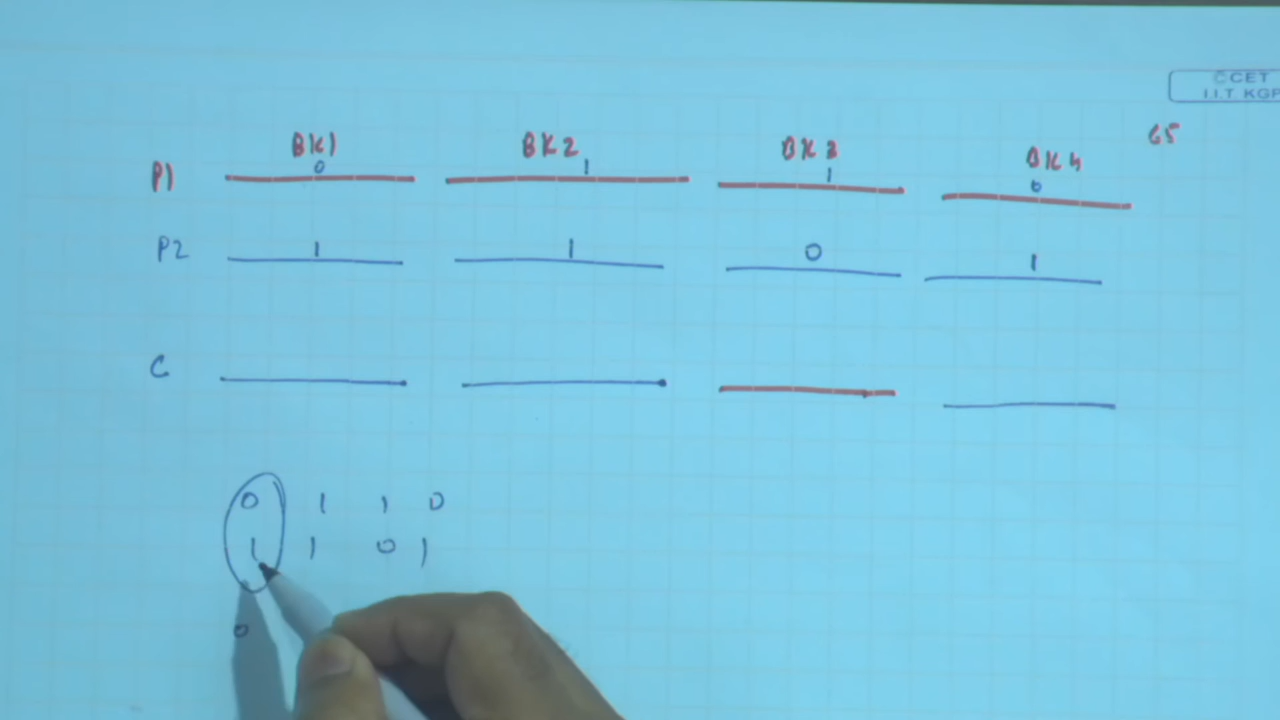 ©CET
I.I.T. KGP
65
BK1 BK2 BK3 BK4
P1 0 1 1 0
P2 1 1 0 1
C
0 1 1 0
1 1 0 1
0